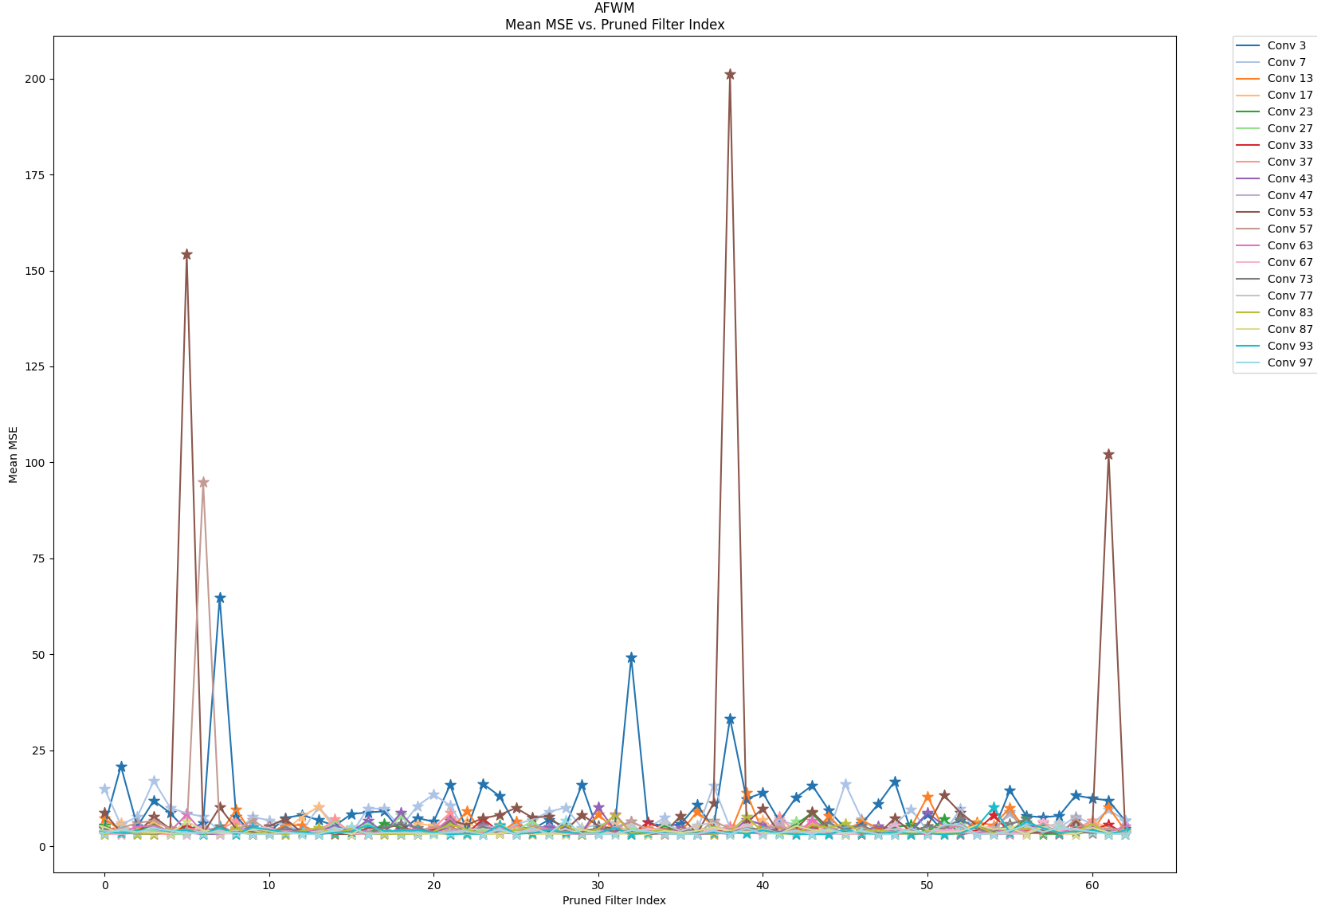 AFWM
Mean MSE vs. Pruned Filter Index
Mean MSE
200
175
150
125
100
75
50
25
0
0
10
20
30
40
50
60
Pruned Filter Index
Conv 3
Conv 7
Conv 13
Conv 17
Conv 23
Conv 27
Conv 33
Conv 37
Conv 43
Conv 47
Conv 53
Conv 57
Conv 63
Conv 67
Conv 73
Conv 77
Conv 83
Conv 87
Conv 93
Conv 97